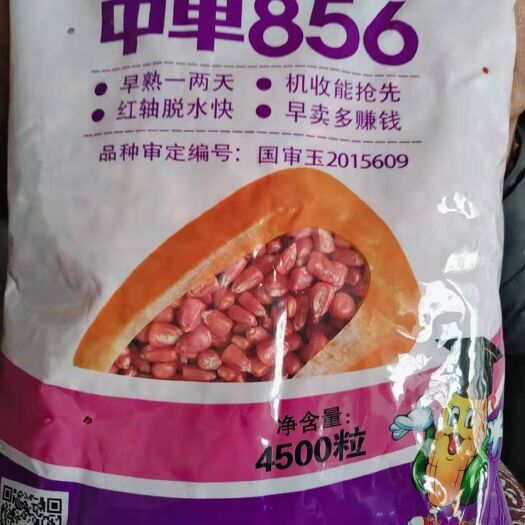 中单856
• 早熟一两天 • 机收能抢先
• 红轴脱水快 • 早卖多赚钱
品种审定编号：国审玉2015609
净含量：
4500粒